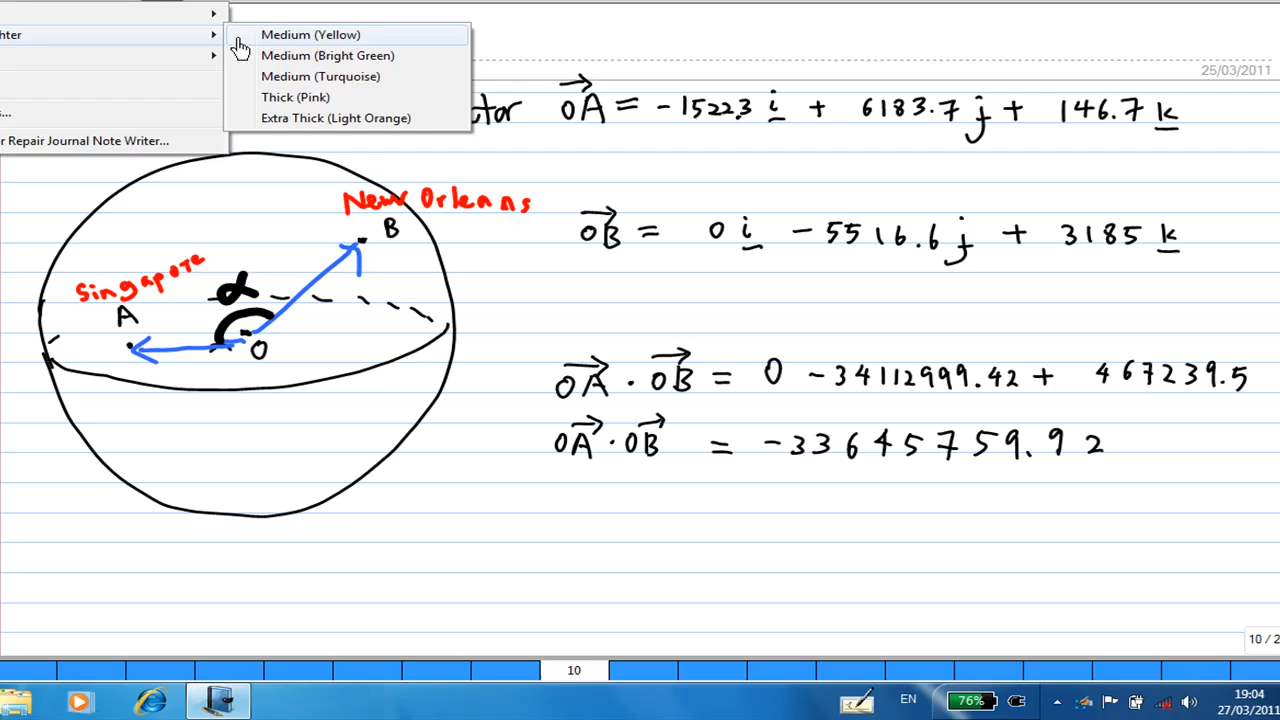 hter
Medium (Yellow)
Medium (Bright Green)
Medium (Turquoise)
Thick (Pink)
Extra Thick (Light Orange)
s...
r Repair Journal Note Writer...
25/03/2011
ctor OA = -1522.3 i + 6183.7 j + 146.7 k
New Orleans
B
OB = 0 i - 5516.6 j + 3185 k
Singapore
A
α
O
OA · OB = 0 - 34112999.42 + 467239.5
OA · OB = -33645759.92
10 / 2
10
EN
76%
19:04
27/03/2011